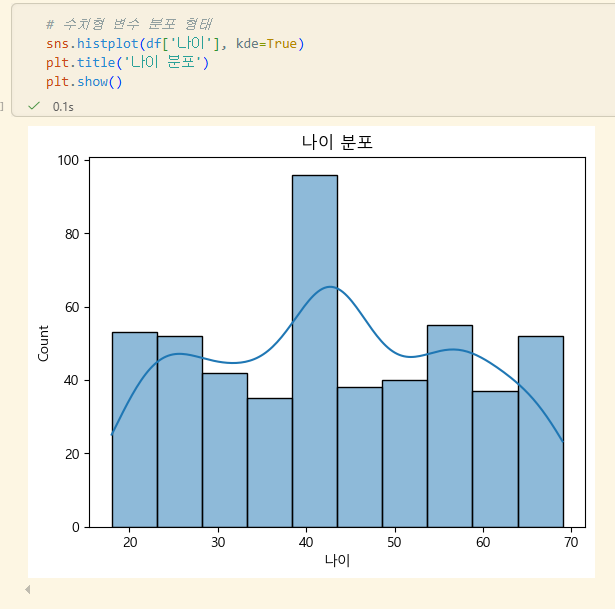 # 수치형 변수 분포 형태
sns.histplot(df['나이'], kde=True)
plt.title('나이 분포')
plt.show()
] ✓ 0.1s
나이 분포
100
80
60
40
20
0
Count
20 30 40 50 60 70
나이